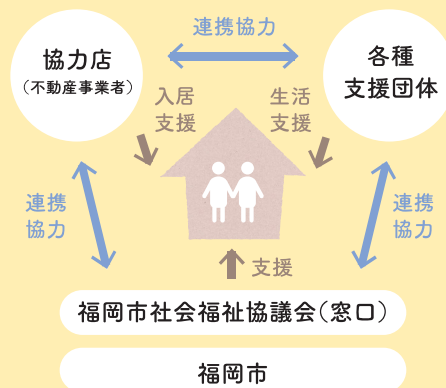 連携協力
協力店
（不動産事業者）
各種
支援団体
入居
支援
生活
支援
連携
協力
連携
協力
支援
福岡市社会福祉協議会（窓口）
福岡市